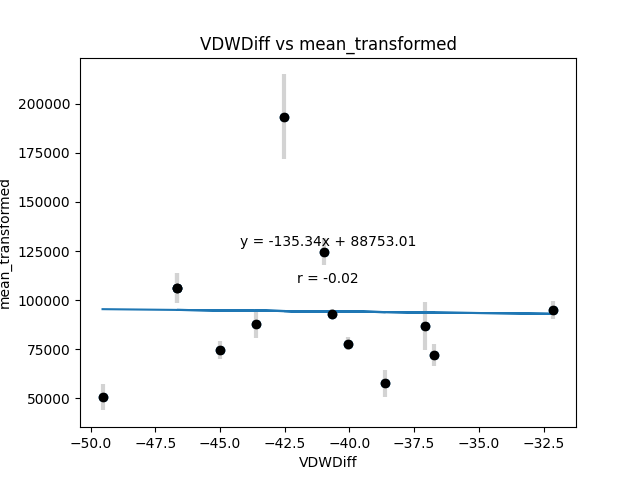 VDWDiff vs mean_transformed
200000
175000
150000
125000
100000
75000
50000
mean_transformed
y = -135.34x + 88753.01
r = -0.02
−50.0 −47.5 −45.0 −42.5 −40.0 −37.5 −35.0 −32.5
VDWDiff